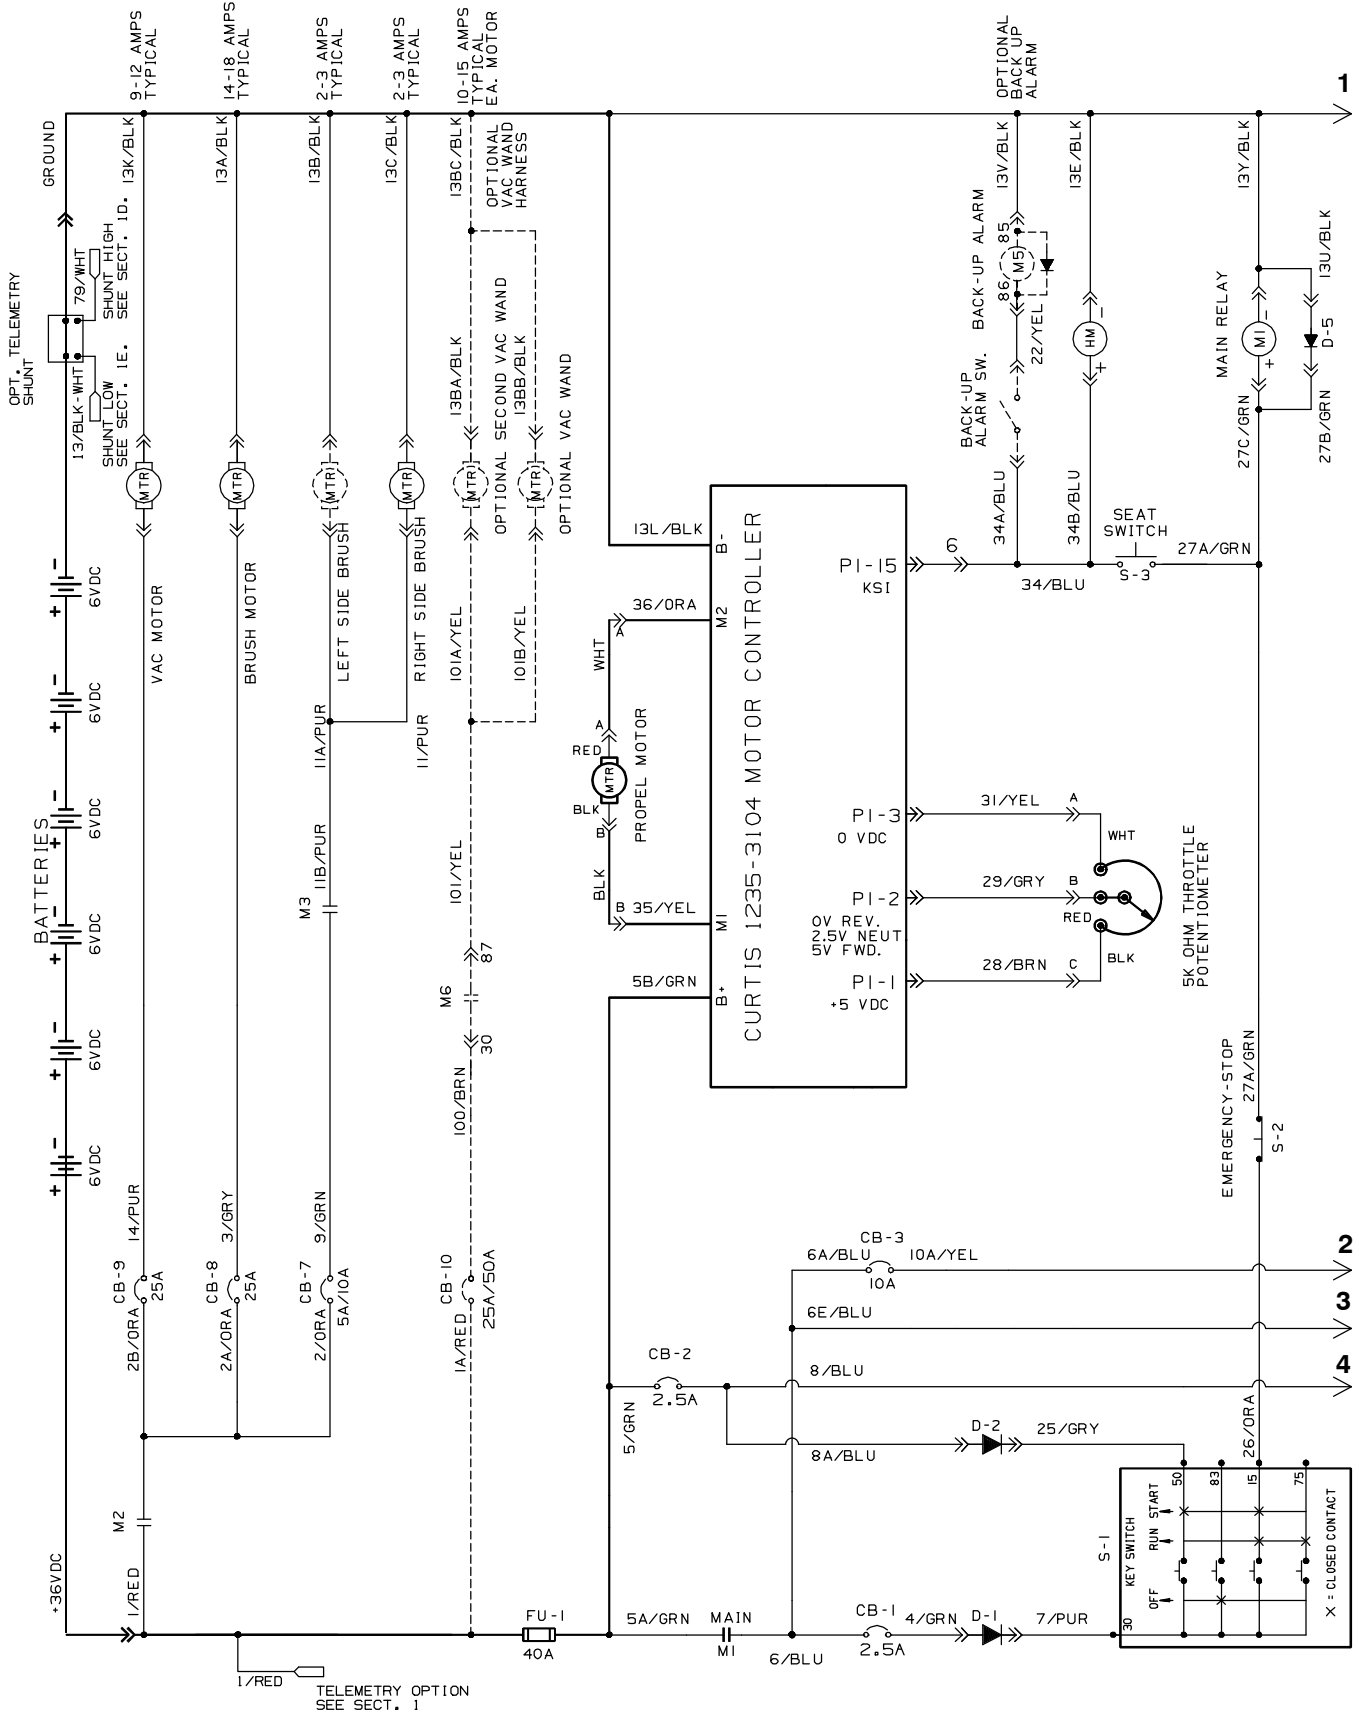 9-12 AMPS
TYPICAL
14-18 AMPS
TYPICAL
2-3 AMPS
TYPICAL
2-3 AMPS
TYPICAL
10-15 AMPS
TYPICAL
EA. MOTOR
OPTIONAL
BACK UP
ALARM
1
GROUND
13K/BLK
13A/BLK
13B/BLK
13C/BLK
13BC/BLK
OPTIONAL
VAC WAND
HARNESS
13V/BLK
13E/BLK
13Y/BLK
OPT. TELEMETRY
SHUNT
79/WHT
SHUNT HIGH
SEE SECT. 1D.
13/BLK-WHT
SHUNT LOW
SEE SECT. 1E.
MTR
MTR
MTR
MTR
MTR
MTR
13BA/BLK
OPTIONAL SECOND VAC WAND
13BB/BLK
OPTIONAL VAC WAND
BACK-UP ALARM
85
M5
86
22/YEL
BACK-UP
ALARM SW.
HM
-
+
MAIN RELAY
M1
-
+
13U/BLK
D-5
27C/GRN
27B/GRN
34A/BLU
34B/BLU
SEAT
SWITCH
S-3
27A/GRN
34/BLU
6
BATTERIES
- + 6VDC
- + 6VDC
- + 6VDC
- + 6VDC
- + 6VDC
- + 6VDC
VAC MOTOR
BRUSH MOTOR
LEFT SIDE BRUSH
RIGHT SIDE BRUSH
101A/YEL
101B/YEL
11A/PUR
11/PUR
11B/PUR
M3
101/YEL
87
M6
30
100/BRN
13L/BLK
B-
36/ORA
A
M2
WHT
A
RED
MTR
PROPEL MOTOR
BLK
B
BLK
B
35/YEL
M1
5B/GRN
B+
CURTIS 1235-3104 MOTOR CONTROLLER
P1-15
KSI
P1-3
0 VDC
P1-2
0V REV.
2.5V NEUT
5V FWD.
P1-1
+5 VDC
31/YEL
A
WHT
29/GRY
B
RED
28/BRN
C
BLK
5K OHM THROTTLE
POTENTIOMETER
27A/GRN
EMERGENCY-STOP
S-2
14/PUR
3/GRY
9/GRN
CB-9
25A
CB-8
25A
CB-7
5A/10A
CB-10
25A/50A
2B/ORA
2A/ORA
2/ORA
1A/RED
CB-3
6A/BLU
10A/YEL
10A
2
6E/BLU
3
CB-2
2.5A
8/BLU
4
5/GRN
D-2
8A/BLU
25/GRY
26/ORA
M2
+36VDC
1/RED
1/RED
TELEMETRY OPTION
SEE SECT. 1
FU-1
40A
5A/GRN
MAIN
M1
6/BLU
CB-1
2.5A
4/GRN
D-1
7/PUR
S-1
KEY SWITCH
30
50
83
15
75
OFF
RUN
START
X = CLOSED CONTACT